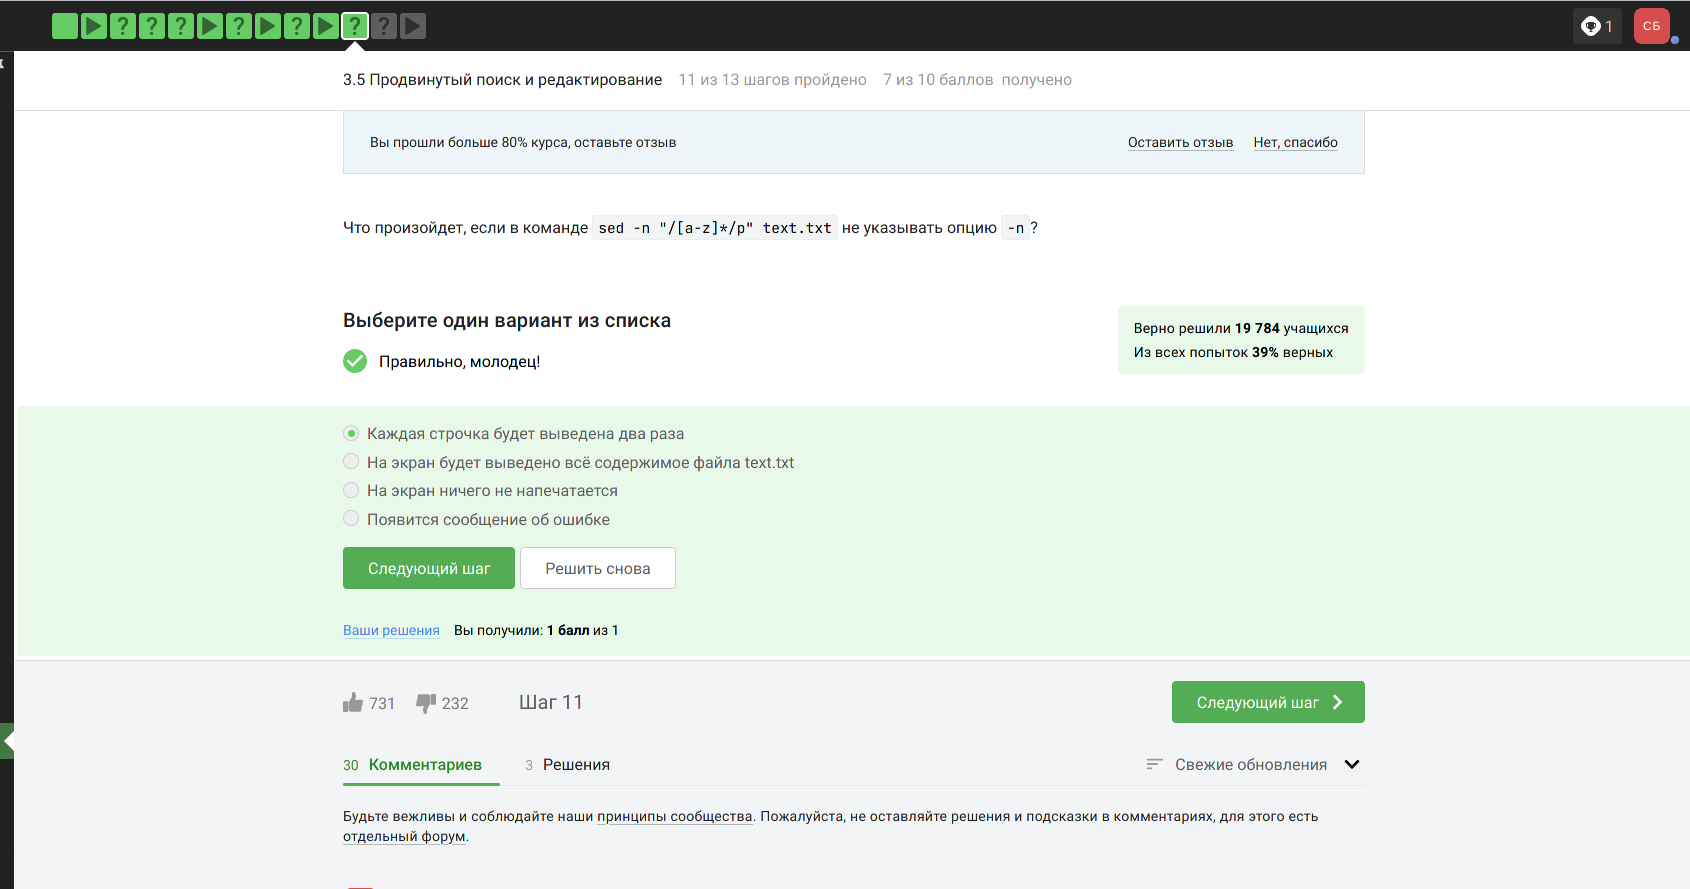 ? ? ? ? ? ? ?
1
СБ
3.5 Продвинутый поиск и редактирование 11 из 13 шагов пройдено 7 из 10 баллов получено
Вы прошли больше 80% курса, оставьте отзыв Оставить отзыв Нет, спасибо
Что произойдет, если в команде sed -n "/[a-z]*/p" text.txt не указывать опцию -n ?
Выберите один вариант из списка
Правильно, молодец!
Верно решили 19 784 учащихся
Из всех попыток 39% верных
Каждая строчка будет выведена два раза
На экран будет выведено всё содержимое файла text.txt
На экран ничего не напечатается
Появится сообщение об ошибке
Следующий шаг Решить снова
Ваши решения Вы получили: 1 балл из 1
731 232 Шаг 11 Следующий шаг
30 Комментариев 3 Решения Свежие обновления
Будьте вежливы и соблюдайте наши принципы сообщества. Пожалуйста, не оставляйте решения и подсказки в комментариях, для этого есть
отдельный форум.